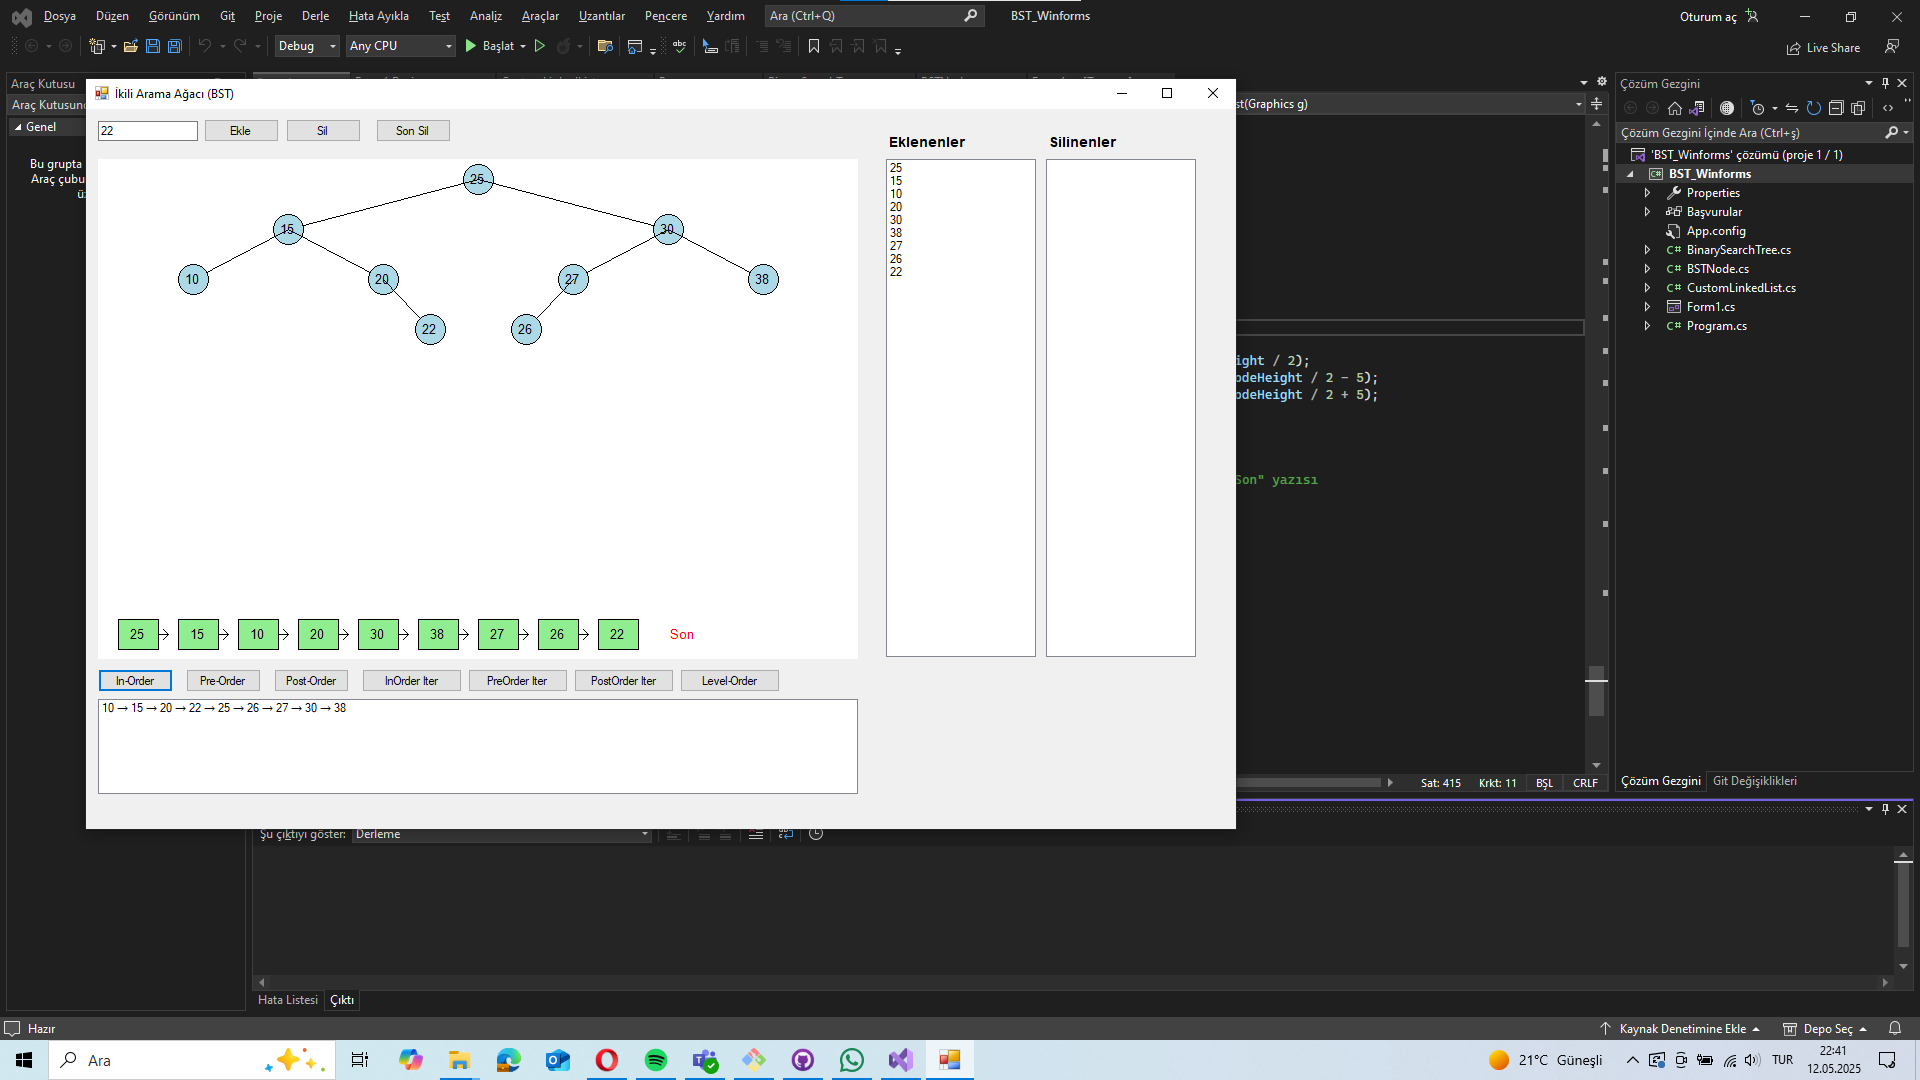 Dosya Düzen Görünüm Git Proje Derle Hata Ayıkla Test Analiz Araçlar Uzantılar Pencere Yardım Ara (Ctrl+Q) BST_Winforms Oturum aç
Debug Any CPU Başlat Live Share
Araç Kutusu
Araç Kutusund
Genel
Bu grupta
Araç çubu
İkili Arama Ağacı (BST)
22 Ekle Sil Son Sil
Eklenenler Silinenler
25
15 30
10 20 27 38
22 26
25
15
10
20
30
38
27
26
22
25 15 10 20 30 38 27 26 22 Son
In-Order Pre-Order Post-Order InOrder Iter PreOrder Iter PostOrder Iter Level-Order
10 → 15 → 20 → 22 → 25 → 26 → 27 → 30 → 38
st(Graphics g)
ight / 2);
odeHeight / 2 - 5);
odeHeight / 2 + 5);
Son" yazısı
Sat: 415 Krkt: 11 BŞL CRLF
Çözüm Gezgini
Çözüm Gezgini İçinde Ara (Ctrl+ş)
'BST_Winforms' çözümü (proje 1 / 1)
C# BST_Winforms
Properties
Başvurular
App.config
C# BinarySearchTree.cs
C# BSTNode.cs
C# CustomLinkedList.cs
Form1.cs
C# Program.cs
Çözüm Gezgini Git Değişiklikleri
Şu çıktıyı göster: Derleme
Hata Listesi Çıktı
Hazır Kaynak Denetimine Ekle Depo Seç
Ara 21°C Güneşli TUR 22:41
12.05.2025